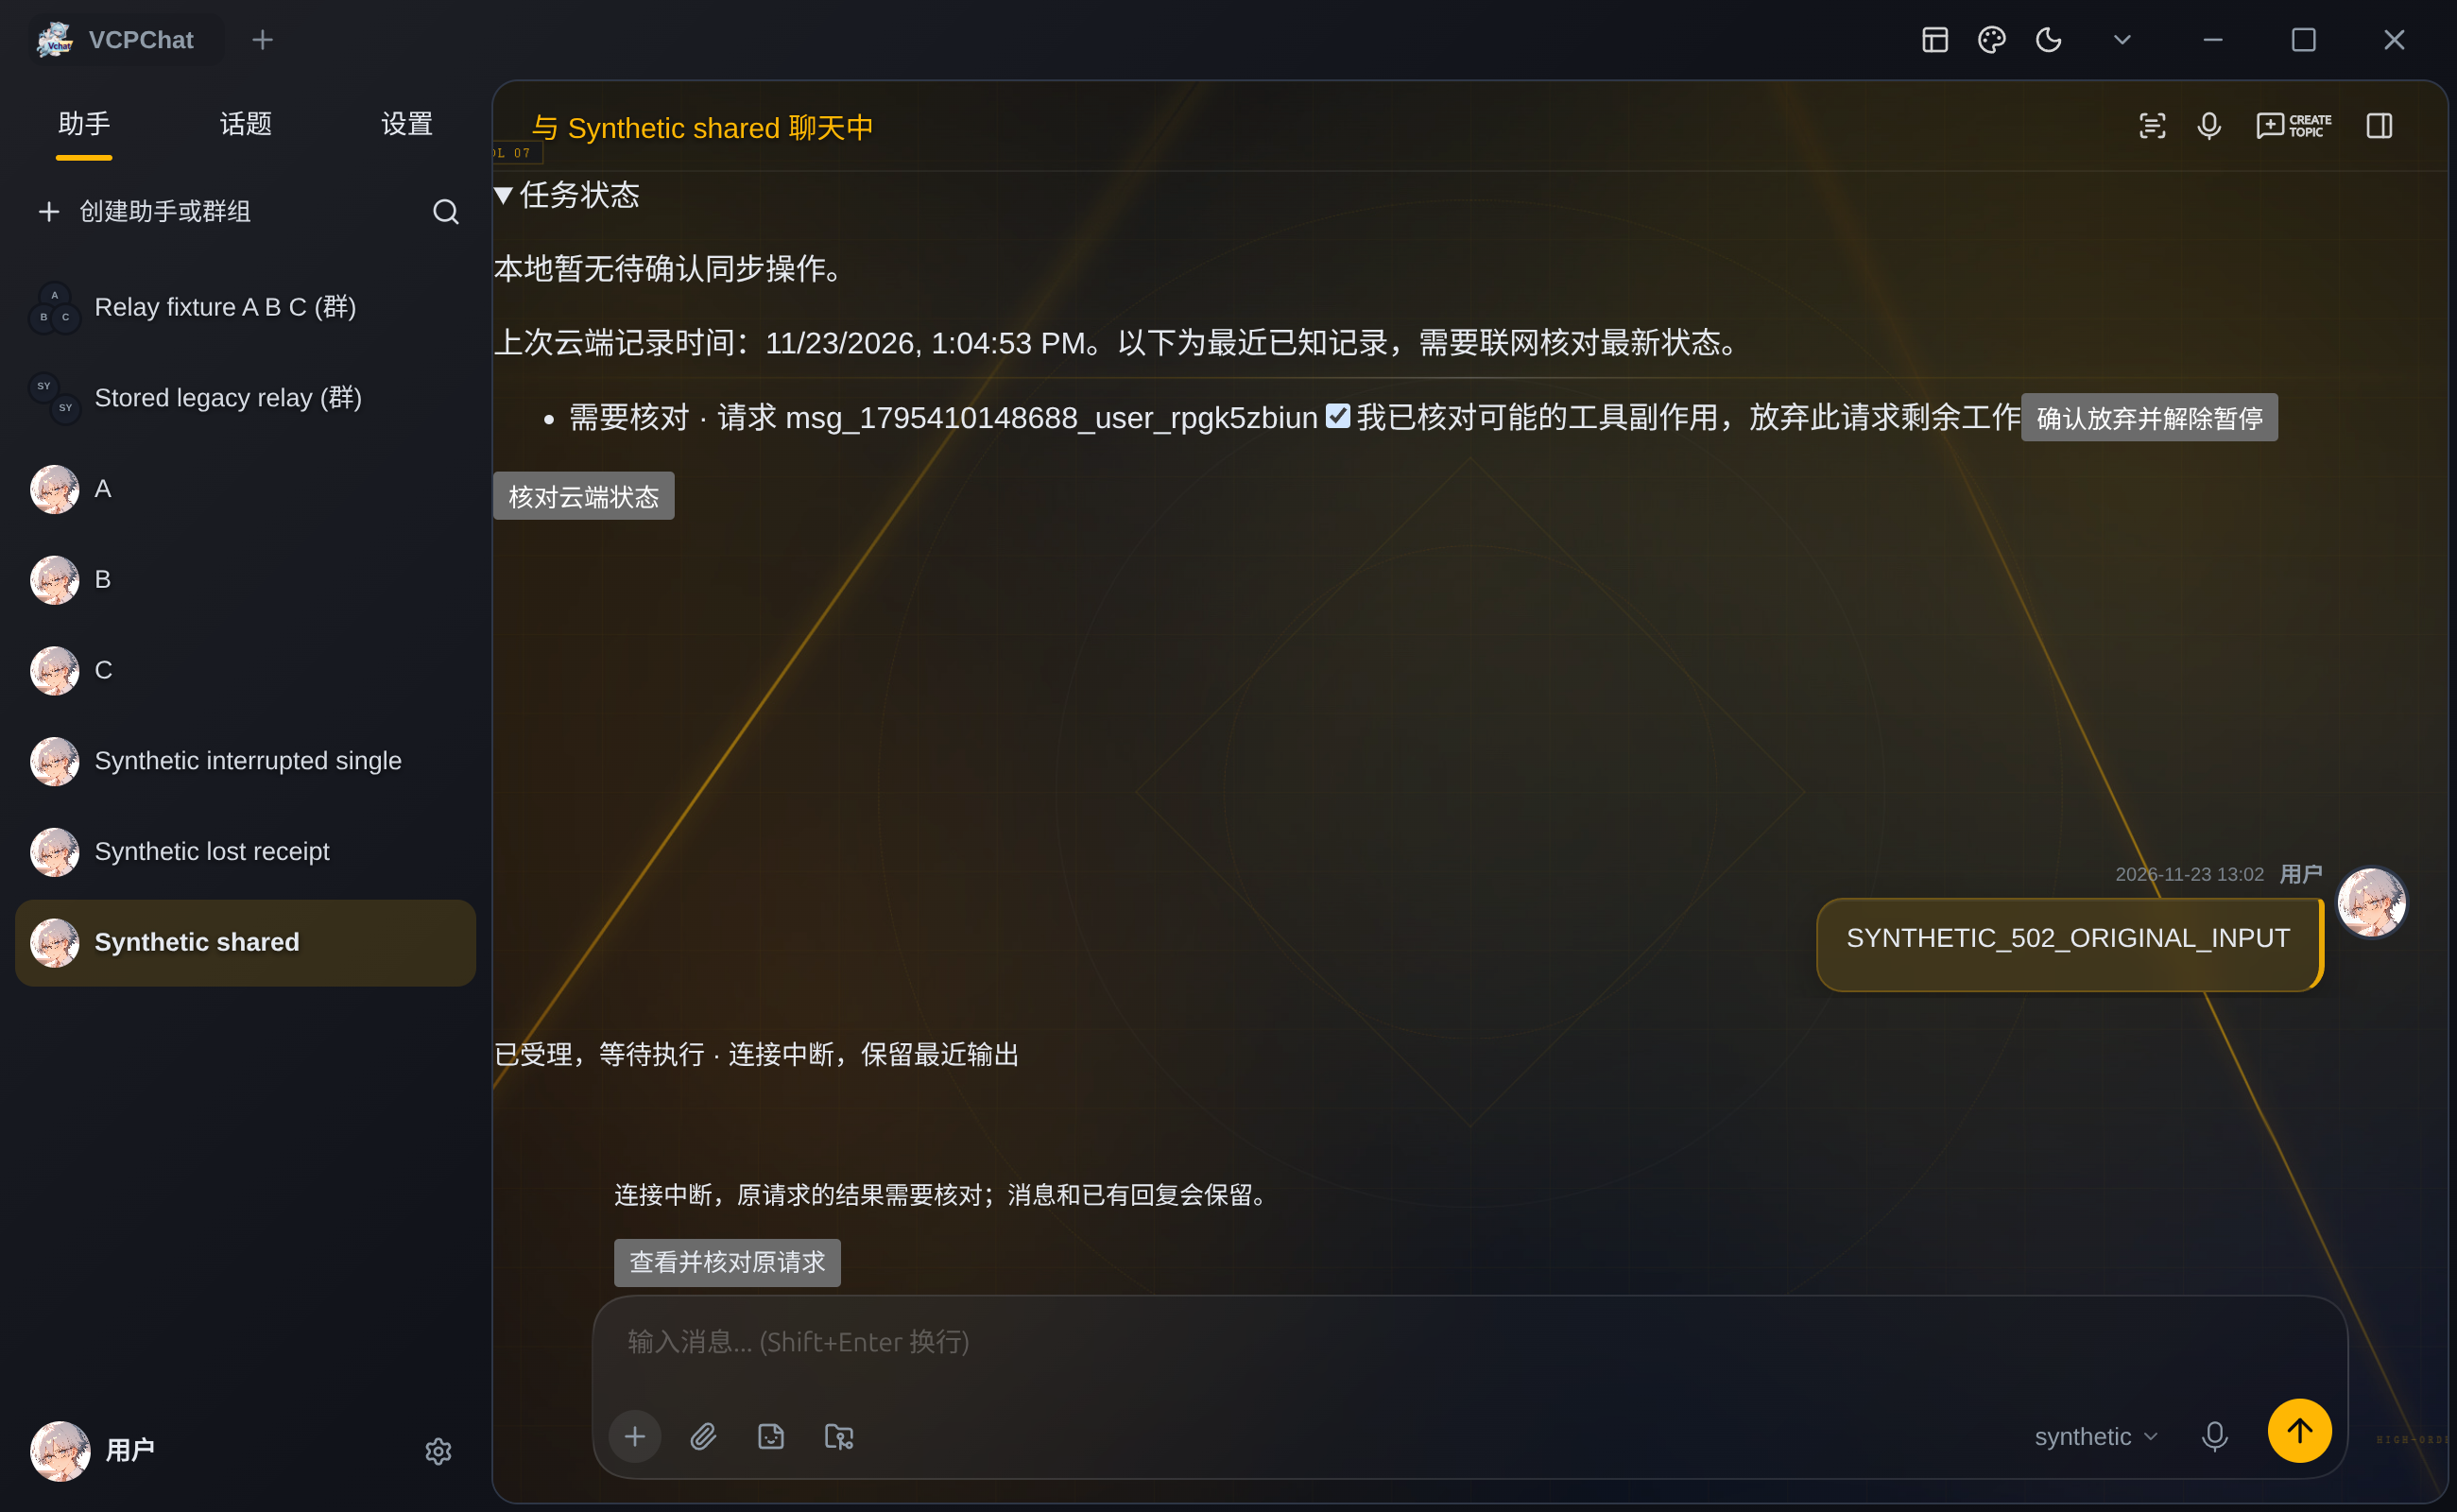 VCPChat
助手 话题 设置
创建助手或群组
A
B C
Relay fixture A B C (群)
SY
SY
Stored legacy relay (群)
A
B
C
Synthetic interrupted single
Synthetic lost receipt
Synthetic shared
用户
与 Synthetic shared 聊天中
CREATE
TOPIC
OL 07
▼任务状态
本地暂无待确认同步操作。
上次云端记录时间：11/23/2026, 1:04:53 PM。以下为最近已知记录，需要联网核对最新状态。
• 需要核对 · 请求 msg_1795410148688_user_rpgk5zbiun 我已核对可能的工具副作用，放弃此请求剩余工作 确认放弃并解除暂停
核对云端状态
2026-11-23 13:02 用户
SYNTHETIC_502_ORIGINAL_INPUT
已受理，等待执行 · 连接中断，保留最近输出
连接中断，原请求的结果需要核对；消息和已有回复会保留。
查看并核对原请求
输入消息... (Shift+Enter 换行)
synthetic
HIGH-ORD